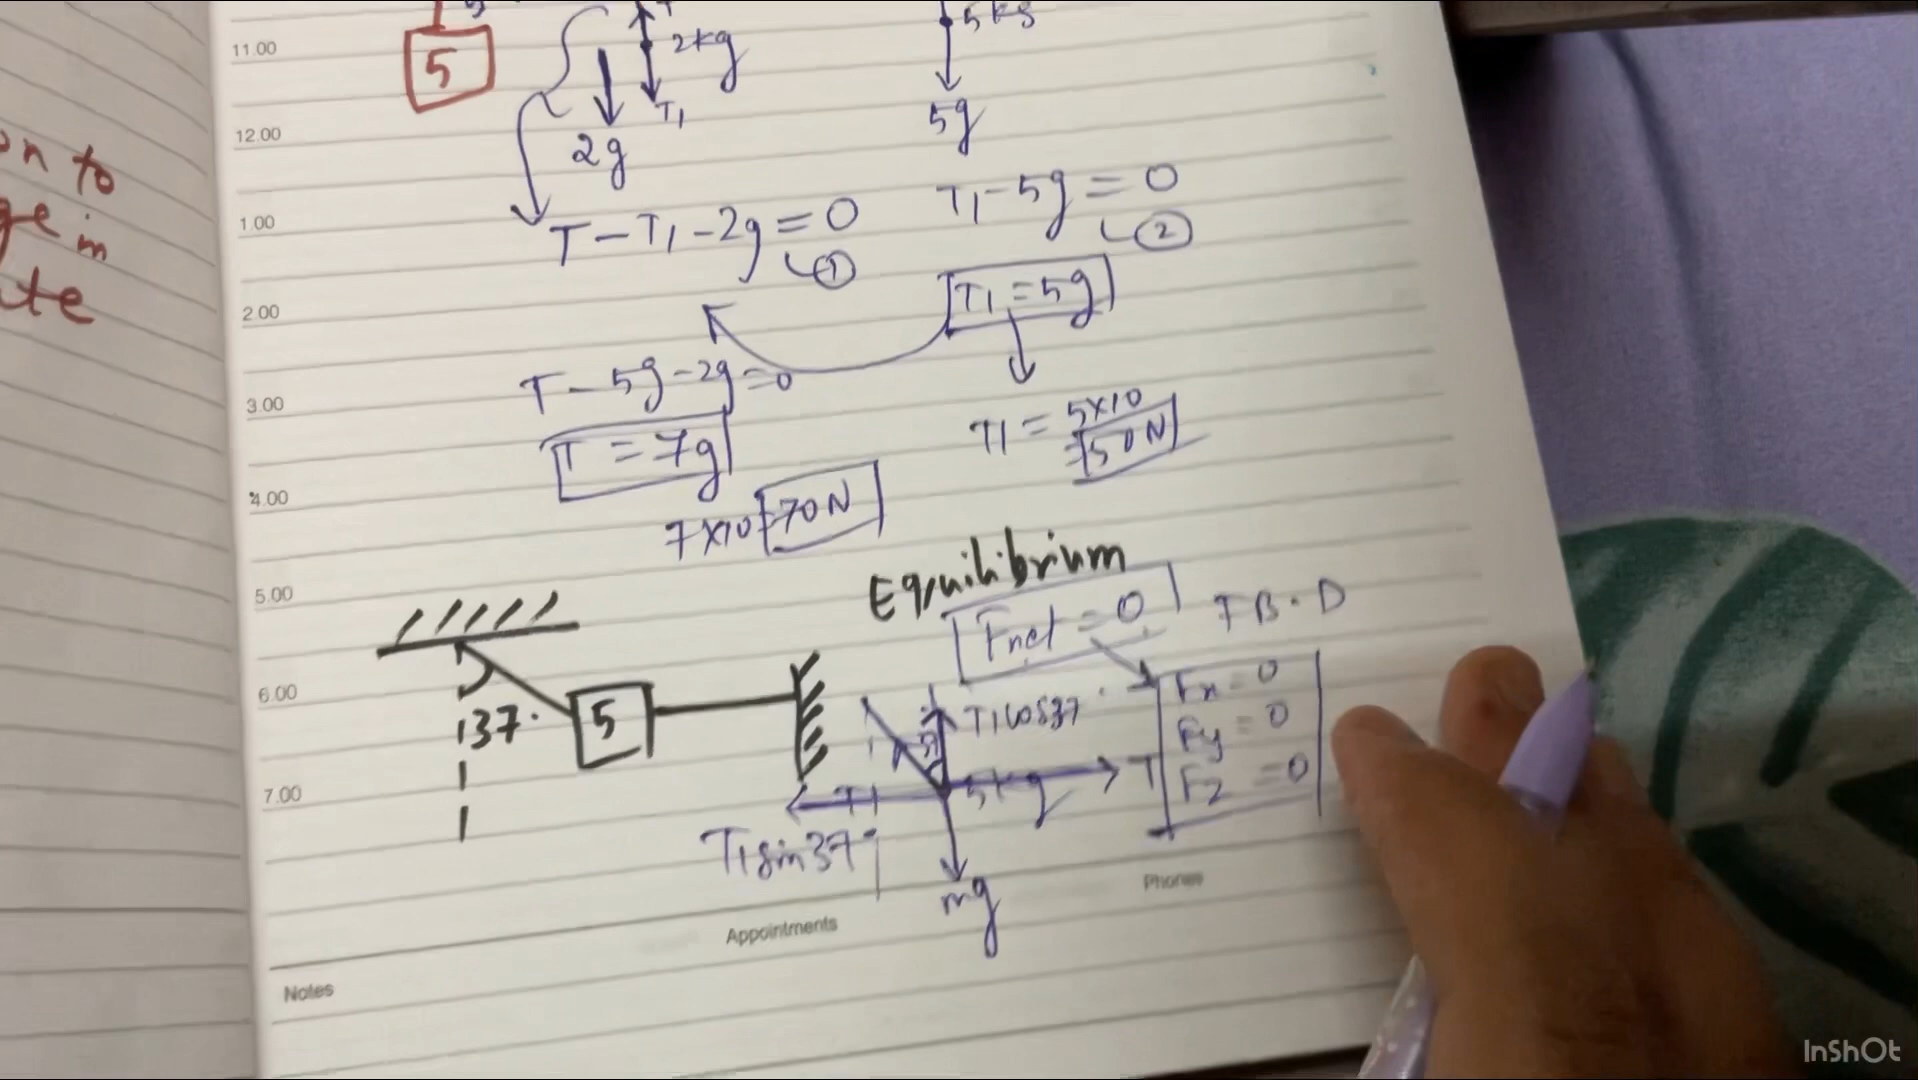 5
11.00
2kg
5kg
T1
5g
12.00
2g
on to
ge in
ate
1.00
T - T1 - 2g = 0
①
T1 - 5g = 0
②
2.00
T1 = 5g
T - 5g - 2g = 0
3.00
T = 7g
T1 = 5×10
= 50N
4.00
7×10 = 70N
5.00
Equilibrium
Fnet = 0
F B . D
6.00
37°
5
T1cos37°
Fx = 0
Fy = 0
Fz = 0
37
7.00
T1
5kg
T
T1sin37°
mg
Phones
Appointments
Notes
InShOt